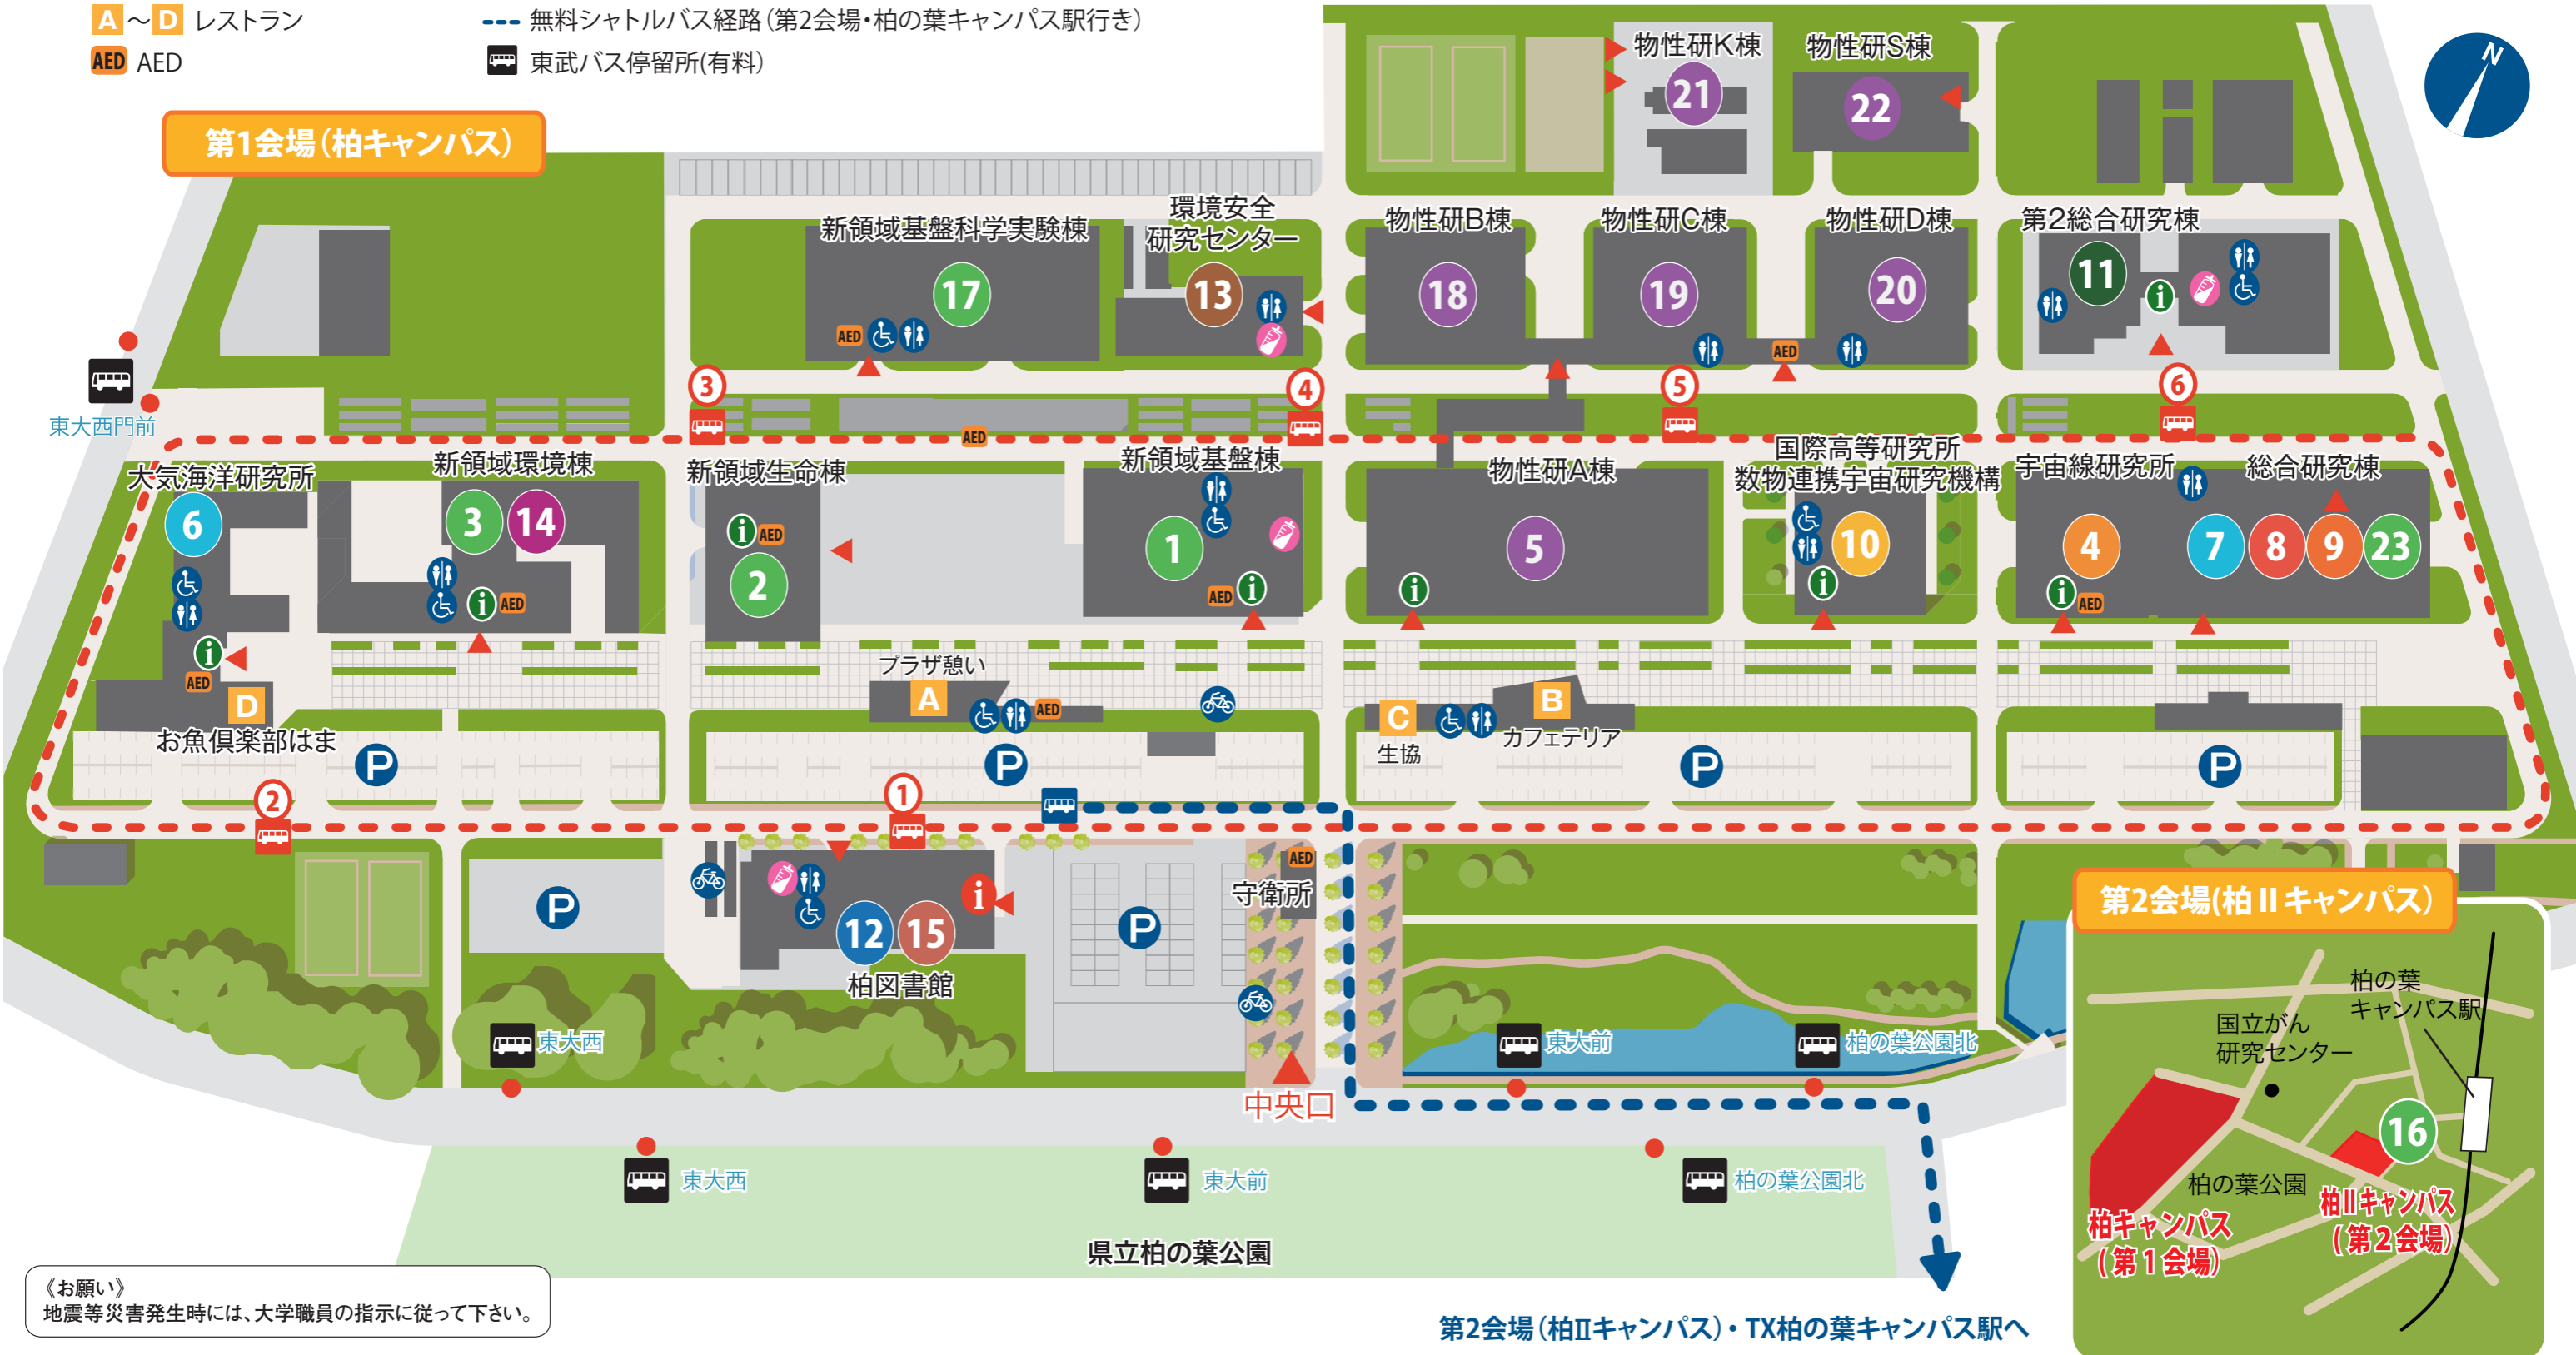 A～D レストラン
無料シャトルバス経路（第2会場・柏の葉キャンパス駅行き）
AED AED
東武バス停留所(有料)
N
第1会場（柏キャンパス）
物性研K棟
物性研S棟
21
22
新領域基盤科学実験棟
環境安全
研究センター
物性研B棟
物性研C棟
物性研D棟
第2総合研究棟
17
13
18
19
20
11
i
AED
AED
3
4
5
6
東大西門前
AED
大気海洋研究所
新領域環境棟
新領域生命棟
新領域基盤棟
物性研A棟
国際高等研究所
数物連携宇宙研究機構
宇宙線研究所
総合研究棟
6
3
14
i AED
2
1
5
10
4
7
8
9
23
i AED
AED i
i
i
i AED
i
AED
プラザ憩い
A
AED
D
お魚倶楽部はま
C
生協
B
カフェテリア
P
P
P
P
2
1
P
i
12
15
柏図書館
P
AED
守衛所
東大西
東大前
柏の葉公園北
中央口
東大西
東大前
柏の葉公園北
県立柏の葉公園
第2会場(柏IIキャンパス)
柏の葉
キャンパス駅
国立がん
研究センター
16
柏の葉公園
柏IIキャンパス
(第2会場)
柏キャンパス
(第1会場)
《お願い》
地震等災害発生時には、大学職員の指示に従って下さい。
第2会場（柏Ⅱキャンパス）・TX柏の葉キャンパス駅へ